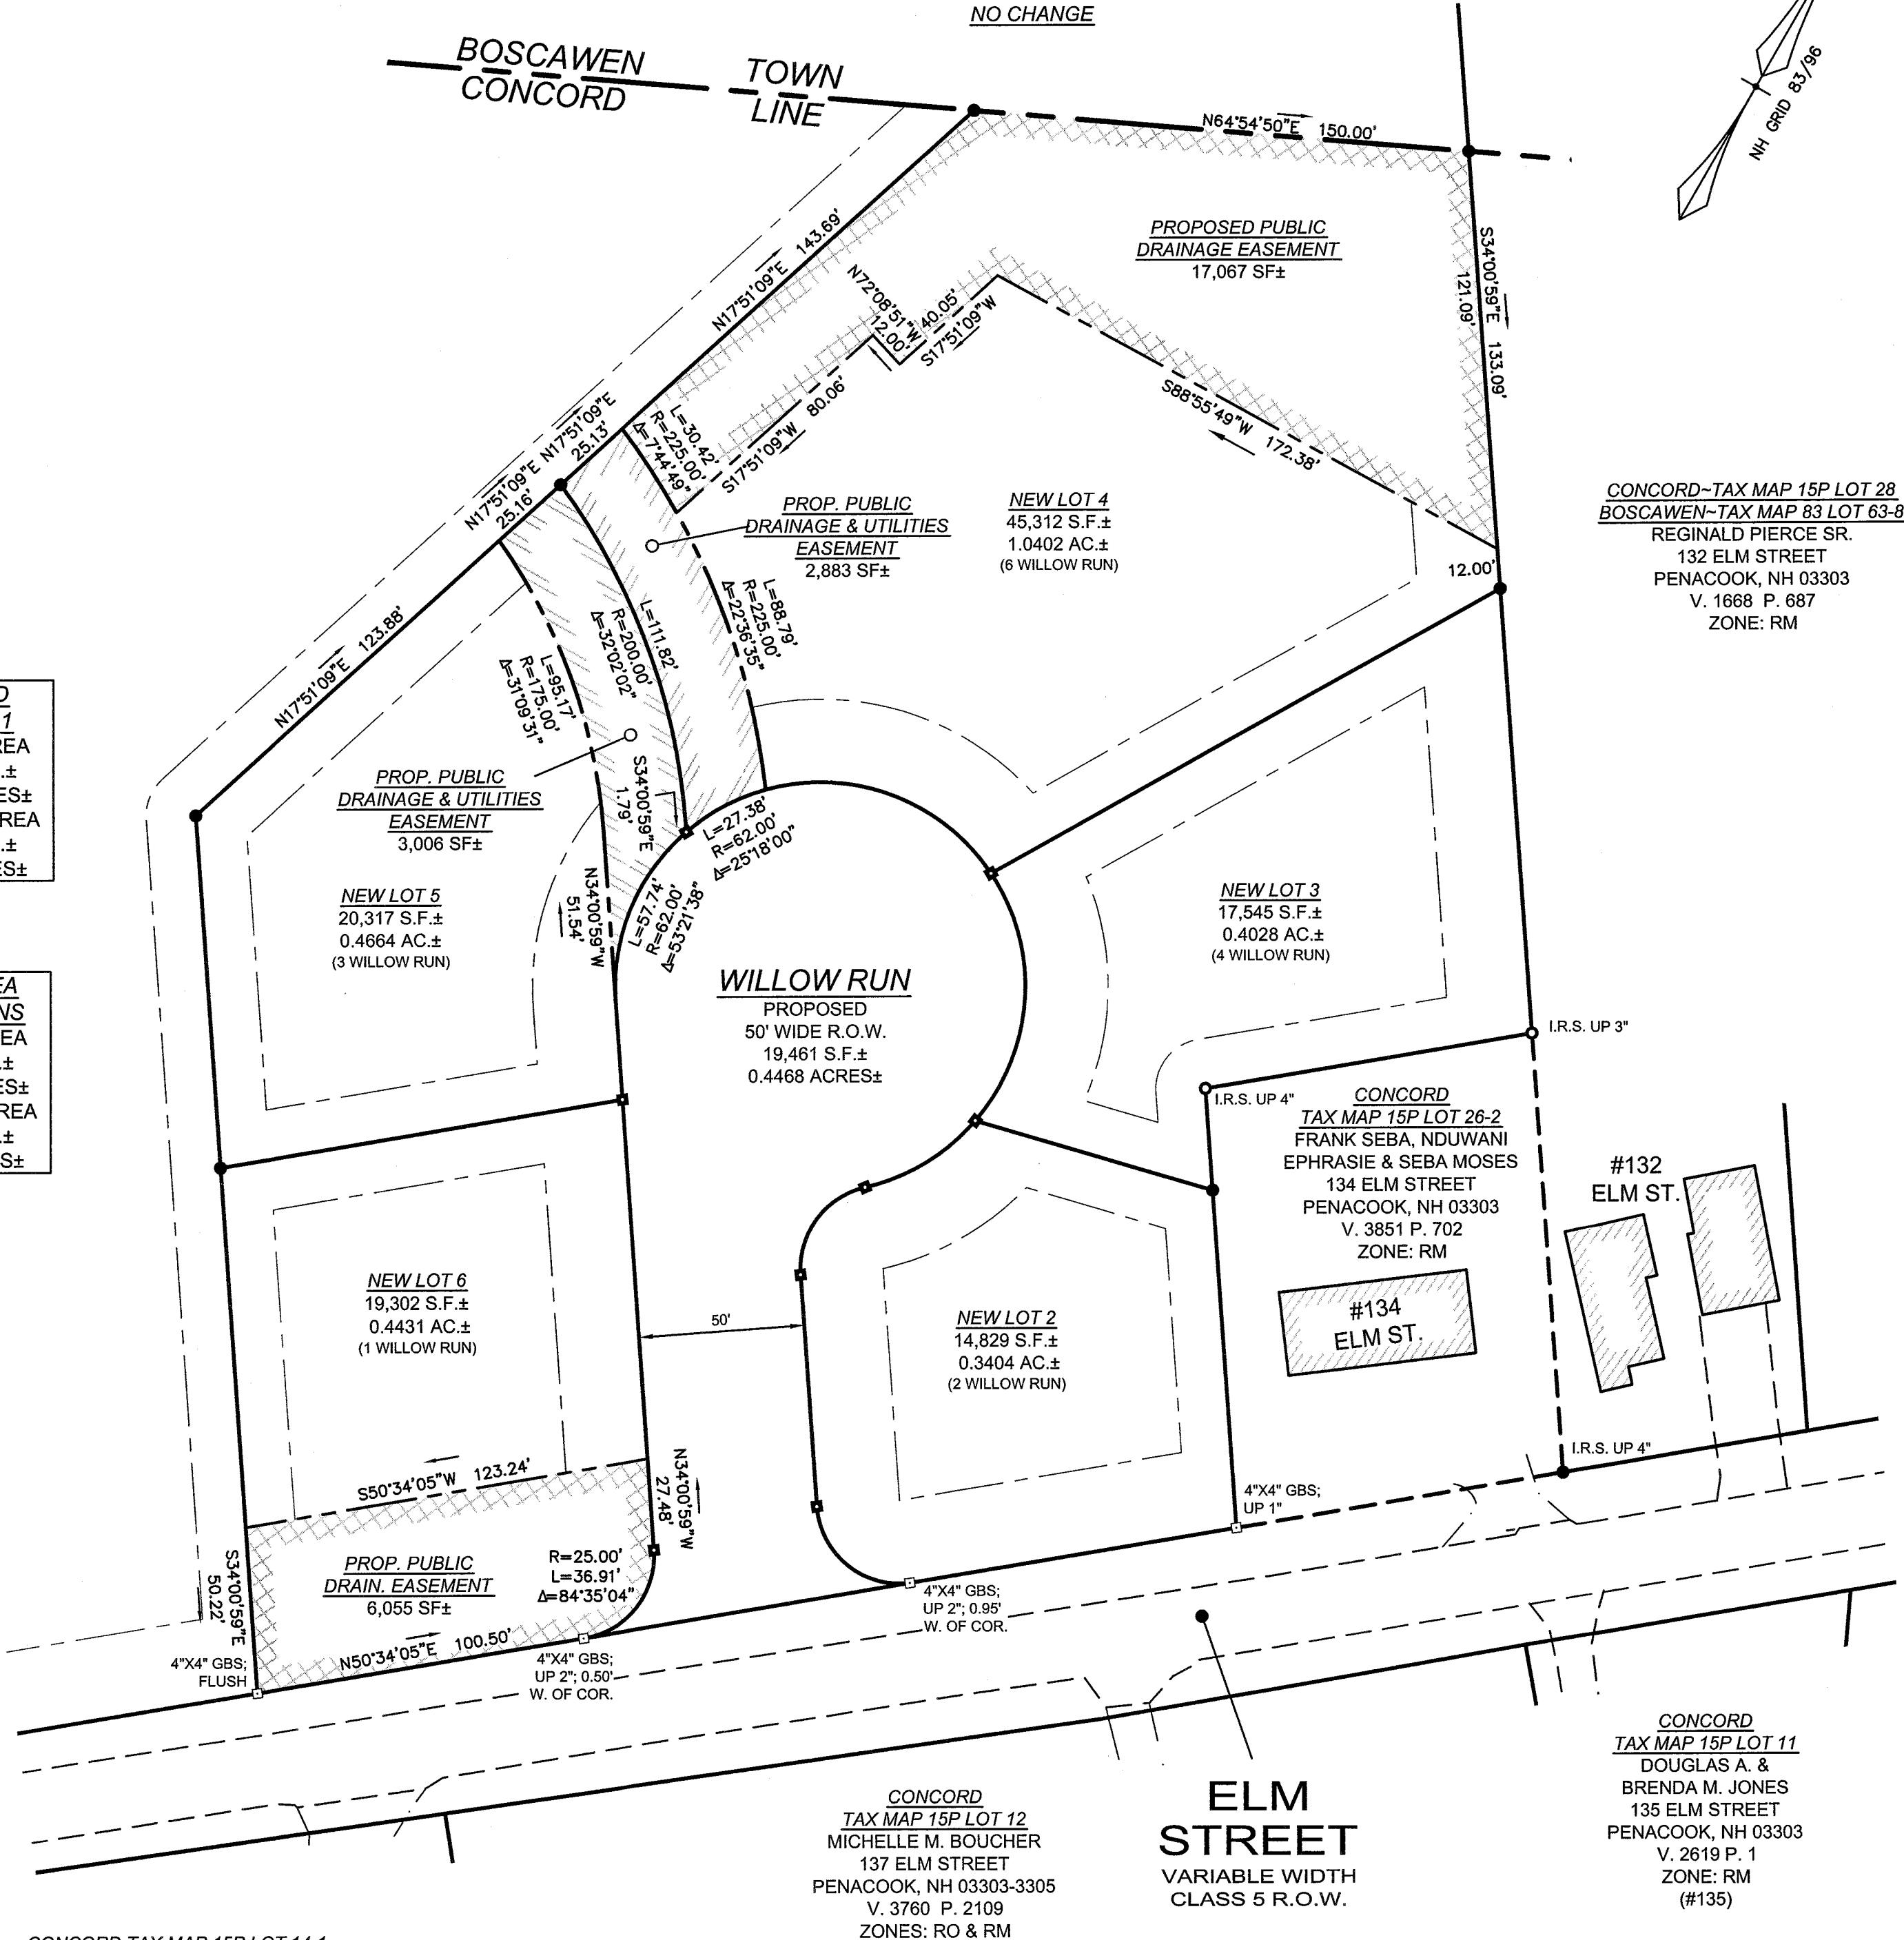 NO CHANGE
BOSCAWEN
CONCORD
TOWN
LINE
NH GRID 83/96
N64°54'50"E 150.00'
N17°51'09"E 143.69'
PROPOSED PUBLIC
DRAINAGE EASEMENT
17,067 SF±
S34°00'59"E 133.09'
121.09'
N72°08'51"W
12.00'
40.05'
S17°51'09"W
80.06'
S17°51'09"W
S88°55'49"W 172.38'
12.00'
N17°51'09"E
25.13'
N17°51'09"E
25.16'
L=30.42'
R=225.00'
Δ=7°44'49"
PROP. PUBLIC
DRAINAGE & UTILITIES
EASEMENT
2,883 SF±
NEW LOT 4
45,312 S.F.±
1.0402 AC.±
(6 WILLOW RUN)
CONCORD~TAX MAP 15P LOT 28
BOSCAWEN~TAX MAP 83 LOT 63-8
REGINALD PIERCE SR.
132 ELM STREET
PENACOOK, NH 03303
V. 1668 P. 687
ZONE: RM
N17°51'09"E 123.88'
L=88.79'
R=225.00'
Δ=22°36'35"
L=111.82'
R=200.00'
Δ=32°02'02"
L=95.17'
R=175.00'
Δ=31°09'31"
D
1
REA
.±
ES±
REA
.±
ES±
PROP. PUBLIC
DRAINAGE & UTILITIES
EASEMENT
3,006 SF±
S34°00'59"E
1.79'
L=27.38'
R=62.00'
Δ=25°18'00"
NEW LOT 5
20,317 S.F.±
0.4664 AC.±
(3 WILLOW RUN)
N34°00'59"W
51.54'
L=57.74'
R=62.00'
Δ=53°21'38"
NEW LOT 3
17,545 S.F.±
0.4028 AC.±
(4 WILLOW RUN)
EA
NS
EA
.±
ES±
REA
.±
S±
WILLOW RUN
PROPOSED
50' WIDE R.O.W.
19,461 S.F.±
0.4468 ACRES±
I.R.S. UP 3"
I.R.S. UP 4"
CONCORD
TAX MAP 15P LOT 26-2
FRANK SEBA, NDUWANI
EPHRASIE & SEBA MOSES
134 ELM STREET
PENACOOK, NH 03303
V. 3851 P. 702
ZONE: RM
#132
ELM ST.
#134
ELM ST.
NEW LOT 6
19,302 S.F.±
0.4431 AC.±
(1 WILLOW RUN)
50'
NEW LOT 2
14,829 S.F.±
0.3404 AC.±
(2 WILLOW RUN)
I.R.S. UP 4"
4"X4" GBS;
UP 1"
S50°34'05"W 123.24'
N34°00'59"W
27.48'
S34°00'59"E
50.22'
PROP. PUBLIC
DRAIN. EASEMENT
6,055 SF±
R=25.00'
L=36.91'
Δ=84°35'04"
N50°34'05"E 100.50'
4"X4" GBS;
FLUSH
4"X4" GBS;
UP 2"; 0.50'
W. OF COR.
4"X4" GBS;
UP 2"; 0.95'
W. OF COR.
CONCORD
TAX MAP 15P LOT 12
MICHELLE M. BOUCHER
137 ELM STREET
PENACOOK, NH 03303-3305
V. 3760 P. 2109
ZONES: RO & RM
ELM
STREET
VARIABLE WIDTH
CLASS 5 R.O.W.
CONCORD
TAX MAP 15P LOT 11
DOUGLAS A. &
BRENDA M. JONES
135 ELM STREET
PENACOOK, NH 03303
V. 2619 P. 1
ZONE: RM
(#135)
CONCORD TAX MAP 15P LOT 14-1